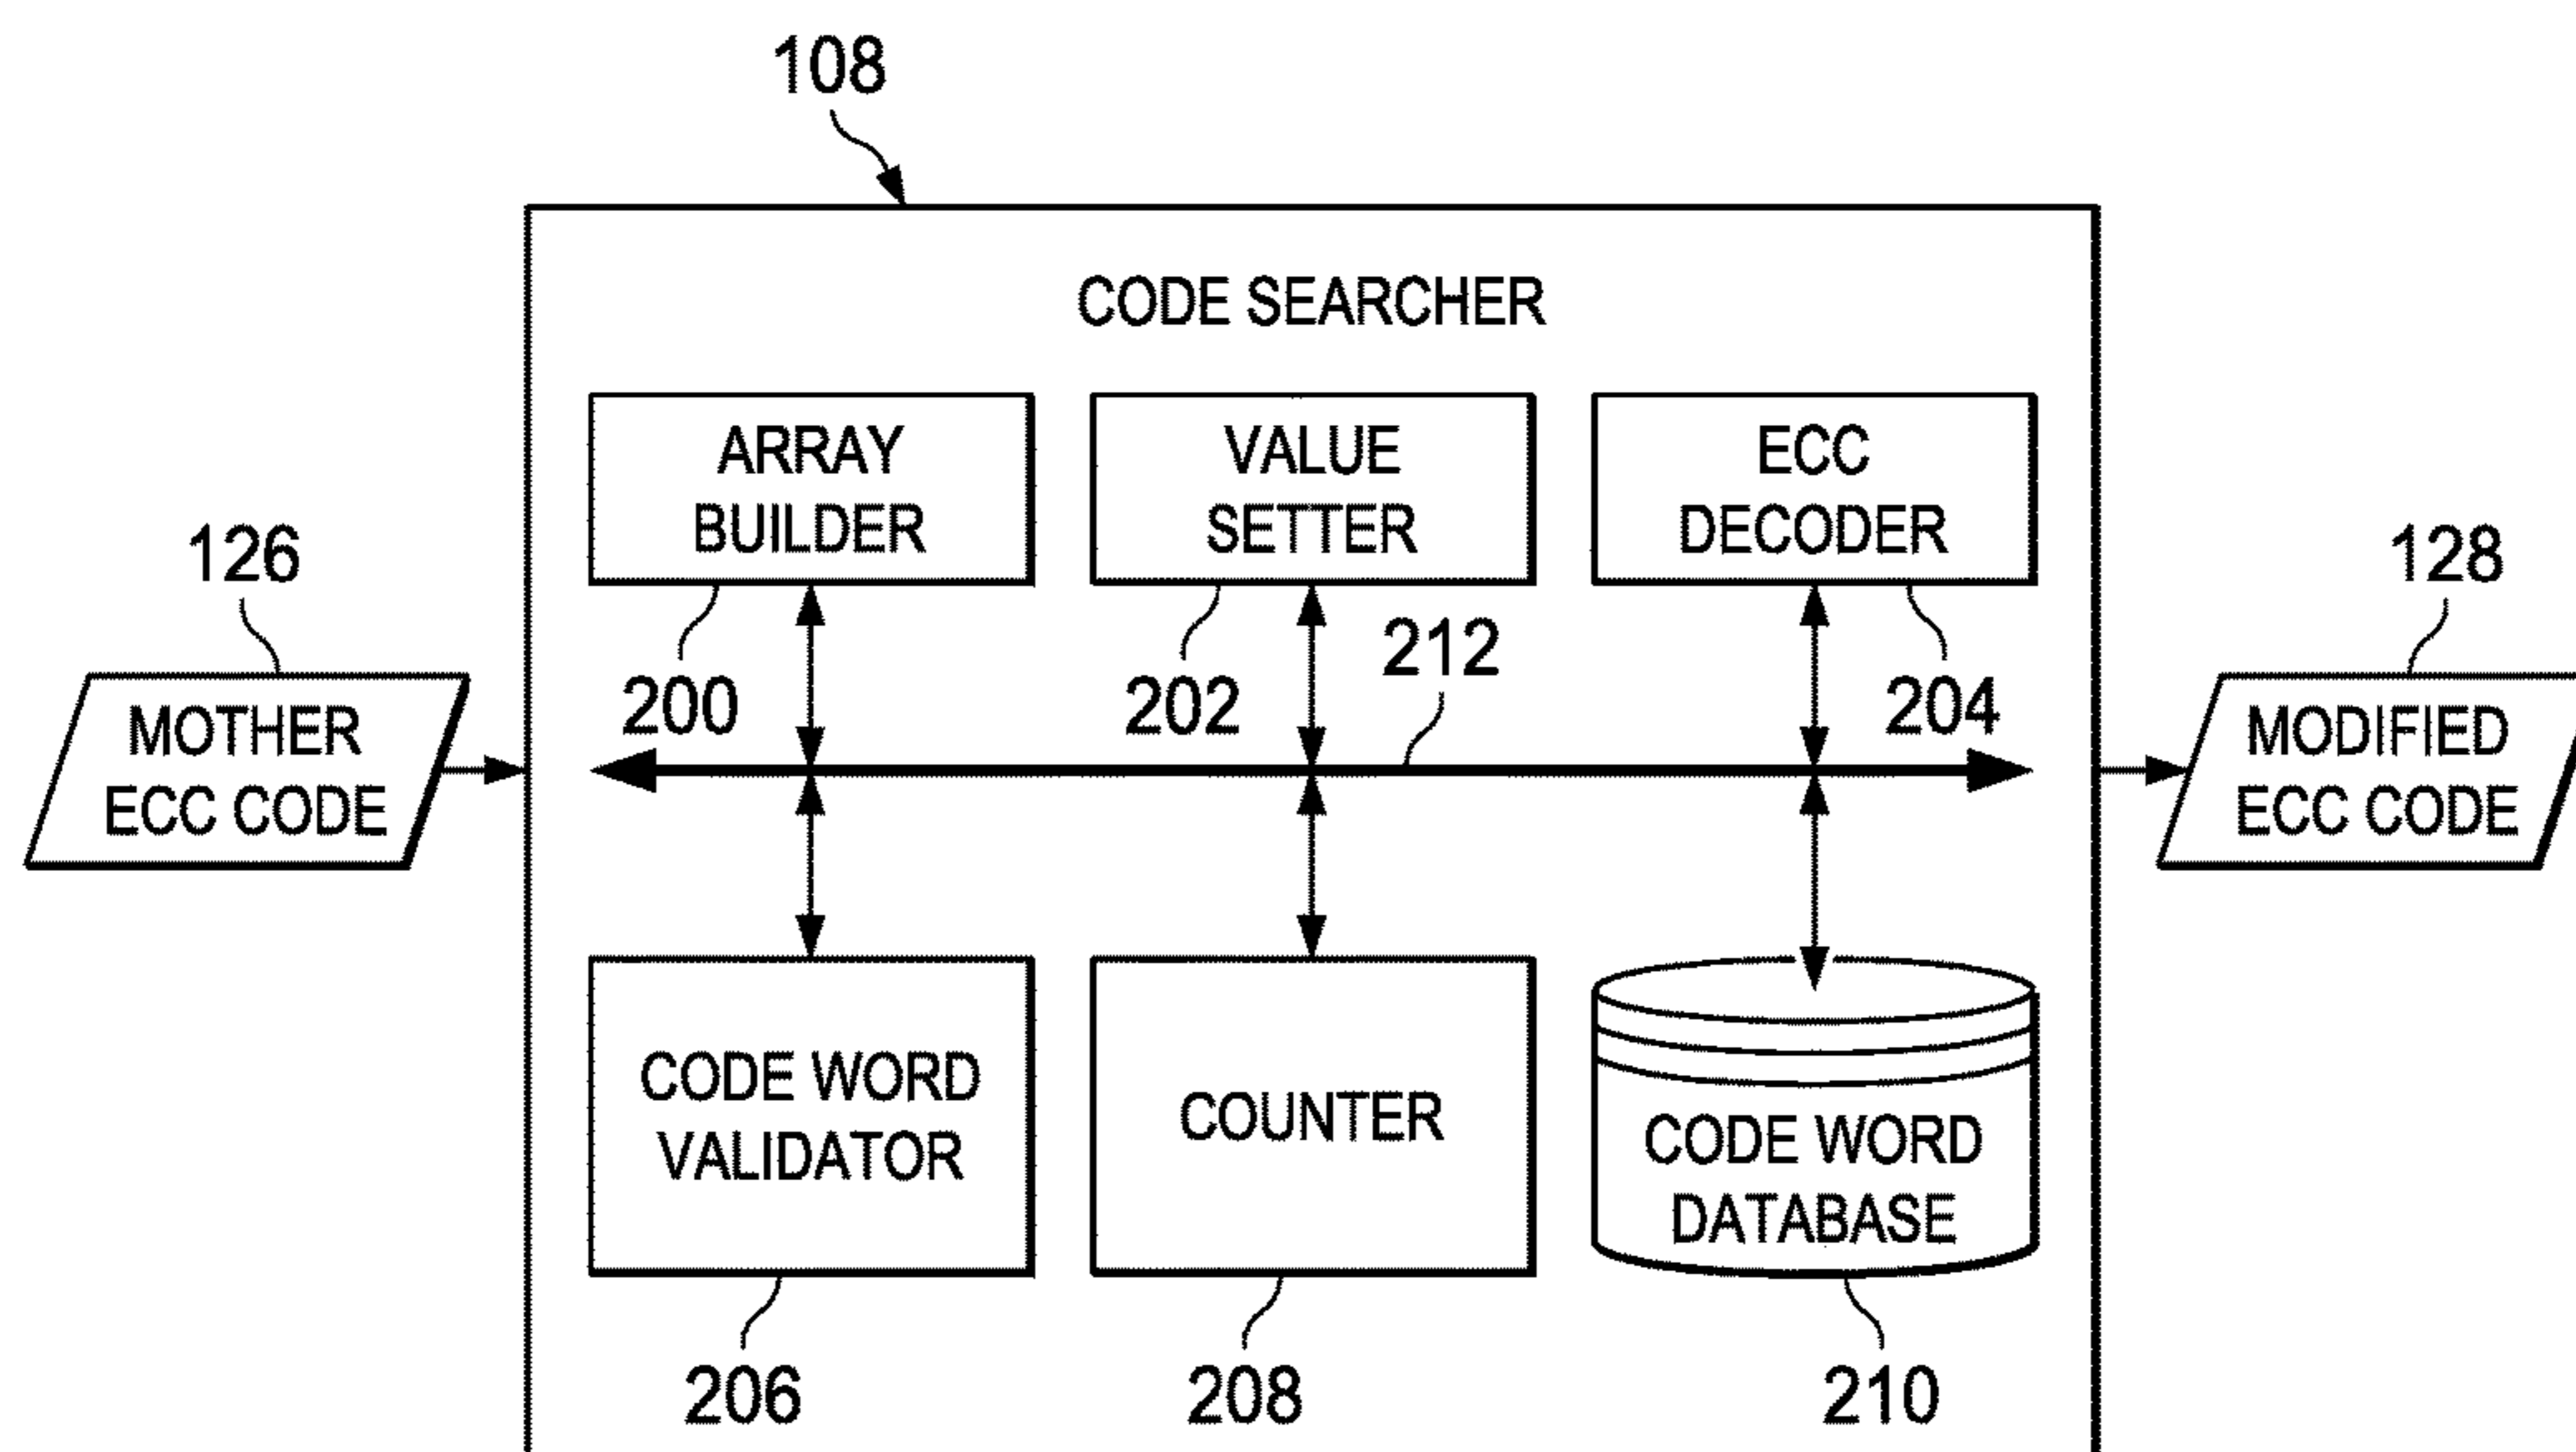 108
CODE SEARCHER
ARRAY
BUILDER
VALUE
SETTER
ECC
DECODER
126
128
200
202
212
204
MOTHER
ECC CODE
MODIFIED
ECC CODE
CODE WORD
VALIDATOR
COUNTER
CODE WORD
DATABASE
206
208
210